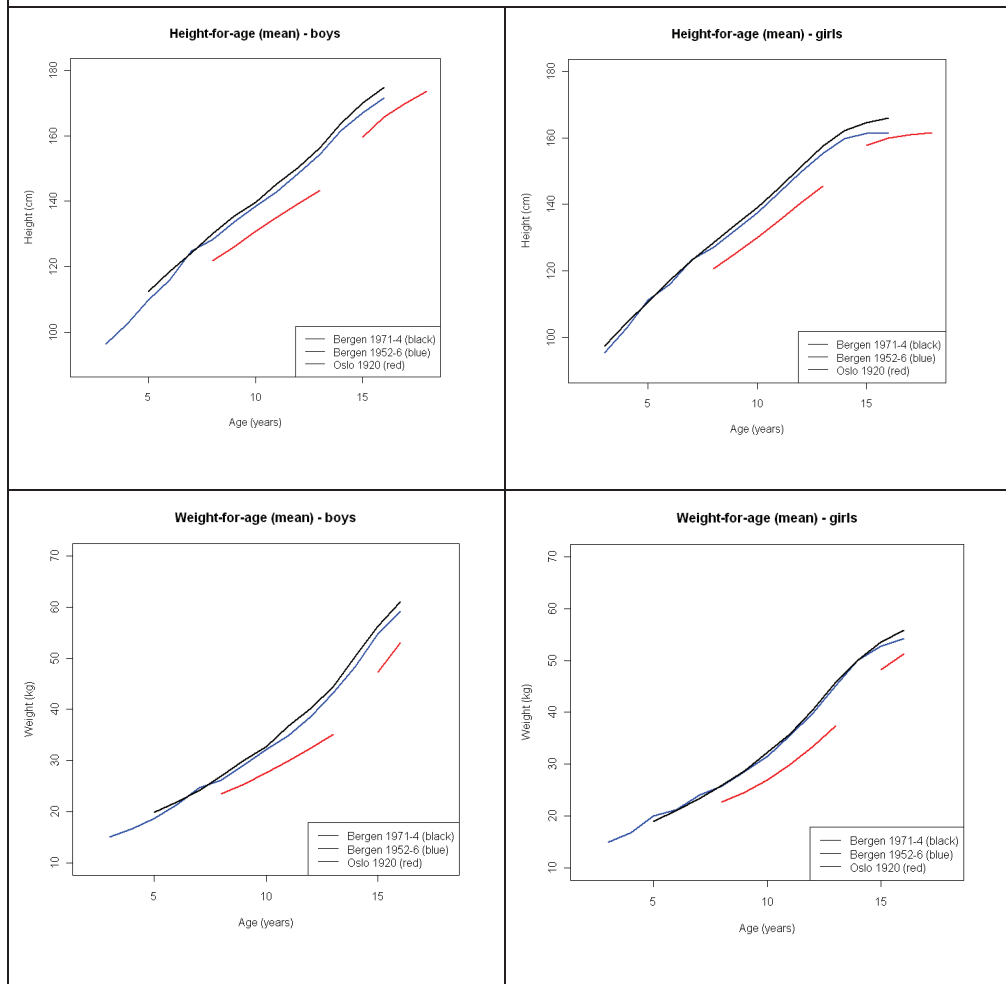 Height-for-age (mean) - boys
180
160
140
120
100
Height (cm)
5
10
15
Age (years)
Bergen 1971-4 (black)
Bergen 1952-6 (blue)
Oslo 1920 (red)
Height-for-age (mean) - girls
180
160
140
120
100
Height (cm)
5
10
15
Age (years)
Bergen 1971-4 (black)
Bergen 1952-6 (blue)
Oslo 1920 (red)
Weight-for-age (mean) - boys
70
60
50
40
30
20
10
Weight (kg)
5
10
15
Age (years)
Bergen 1971-4 (black)
Bergen 1952-6 (blue)
Oslo 1920 (red)
Weight-for-age (mean) - girls
70
60
50
40
30
20
10
Weight (kg)
5
10
15
Age (years)
Bergen 1971-4 (black)
Bergen 1952-6 (blue)
Oslo 1920 (red)